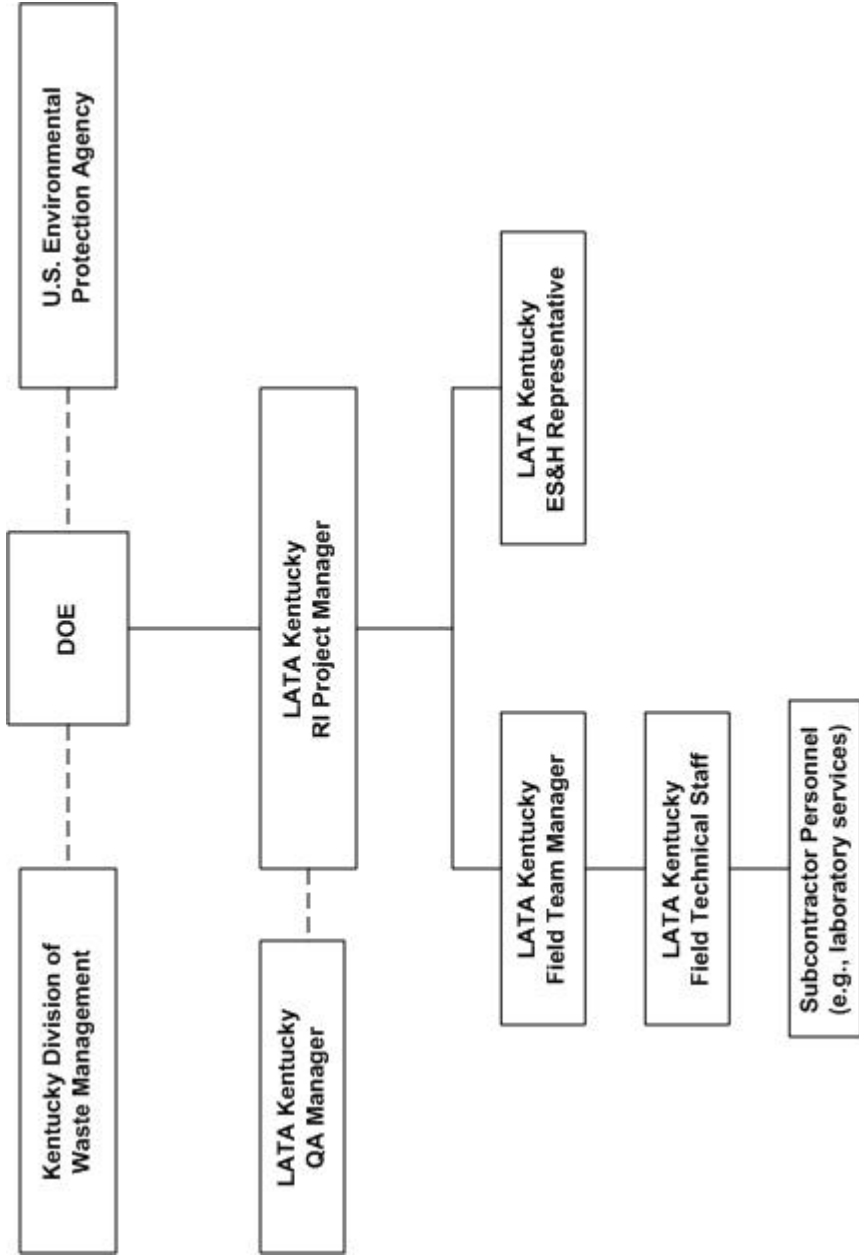 Kentucky Division of
Waste Management
DOE
U.S. Environmental
Protection Agency
LATA Kentucky
QA Manager
LATA Kentucky
RI Project Manager
LATA Kentucky
Field Team Manager
LATA Kentucky
ES&H Representative
LATA Kentucky
Field Technical Staff
Subcontractor Personnel
(e.g., laboratory services)